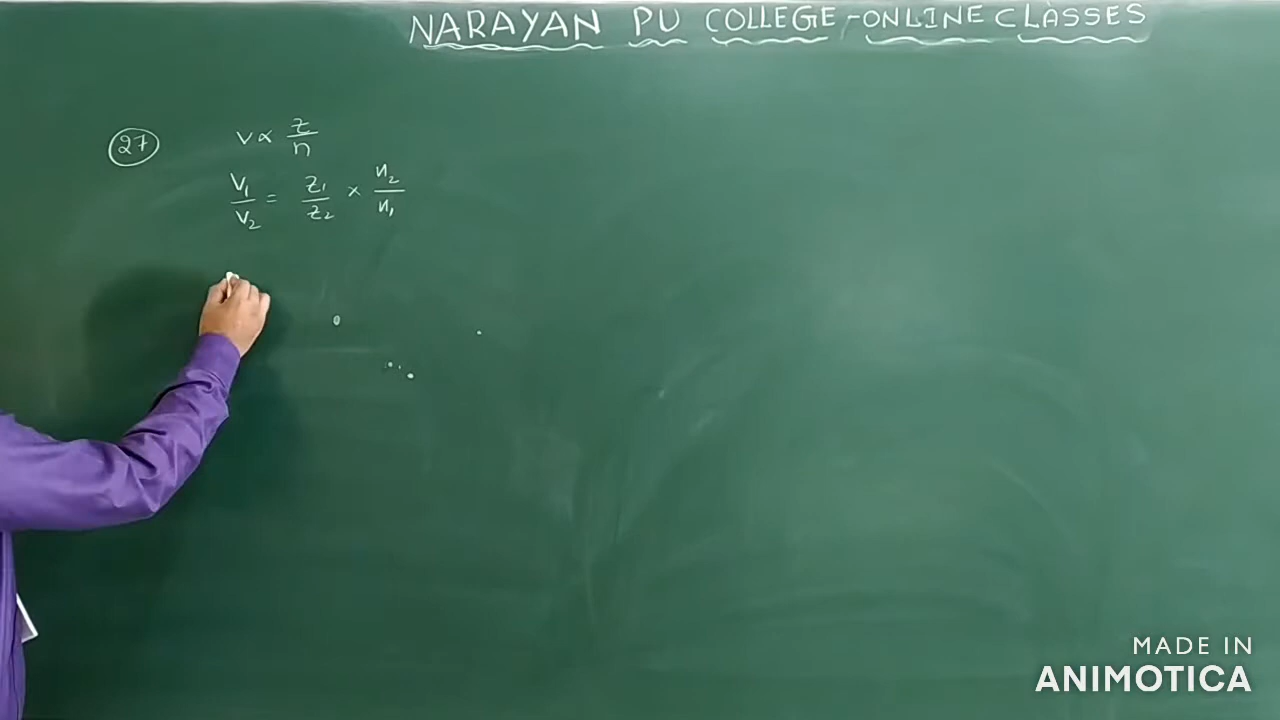 NARAYAN PU COLLEGE - ONLINE CLASSES
27 V ∝ Z/n
V₁/V₂ = Z₁/Z₂ × n₂/n₁
MADE IN
ANIMOTICA